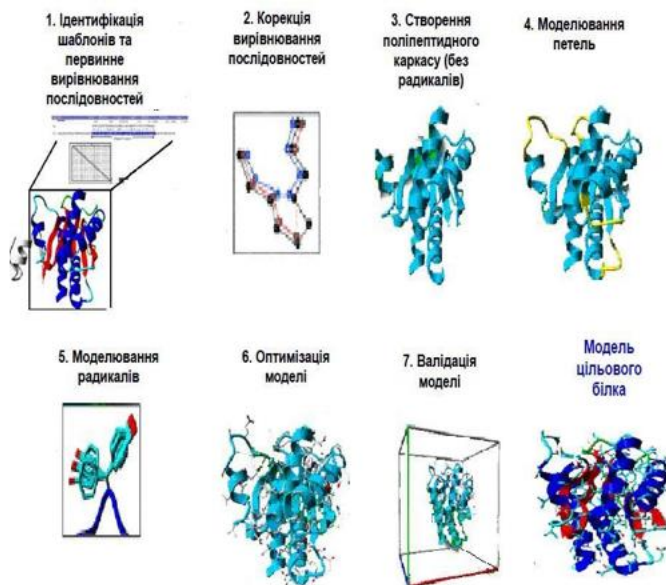 1. Ідентифікація
шаблонів та
первинне
вирівнювання
послідовностей
2. Корекція
вирівнювання
послідовностей
3. Створення
поліпептидного
каркасу (без
радикалів)
4. Моделювання
петель
5. Моделювання
радикалів
6. Оптимізація
моделі
7. Валідація
моделі
Модель
цільового
білка